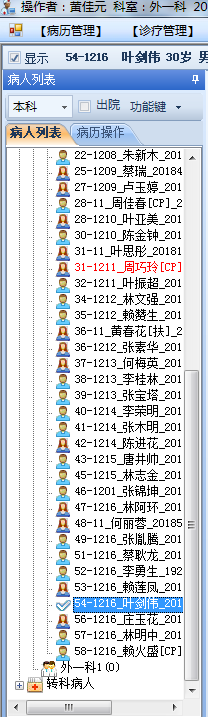 操作者：黄佳元 科室：外一科 20
【病历管理】 【诊疗管理】
显示 54-1216 叶剑伟 30岁 男
病人列表
本科 出院 功能键
病人列表 病历操作
22-1208_朱新木_201
25-1209_蔡瑞_20184
27-1209_卢玉婷_201
28-11_周佳春[CP]_2
28-1210_叶亚美_201
30-1210_陈金钟_201
31-11_叶思彤_20181
31-1211_周巧玲[CP]
32-1211_叶振超_201
34-1212_林文强_201
35-1212_赖赟生_201
36-11_黄春花[扶]_2
36-1212_张素华_201
37-1213_何梅英_201
38-1213_李桂林_201
39-1213_张宝塔_201
40-1214_李荣明_201
41-1214_张木明_201
42-1214_陈进花_201
43-1215_唐井帅_201
45-1215_林志金_201
46-1201_张锦坤_201
47-1216_林阿环_201
48-11_何丽蓉_20185
49-1216_张胤腾_201
51-1216_蔡耿龙_201
52-1216_李勇生_192
53-1216_赖莲凤_201
54-1216_叶剑伟_201
56-1216_庄玉花_201
57-1216_林明中_201
58-1216_赖火盛[CP]
外一科1(0)
转科病人